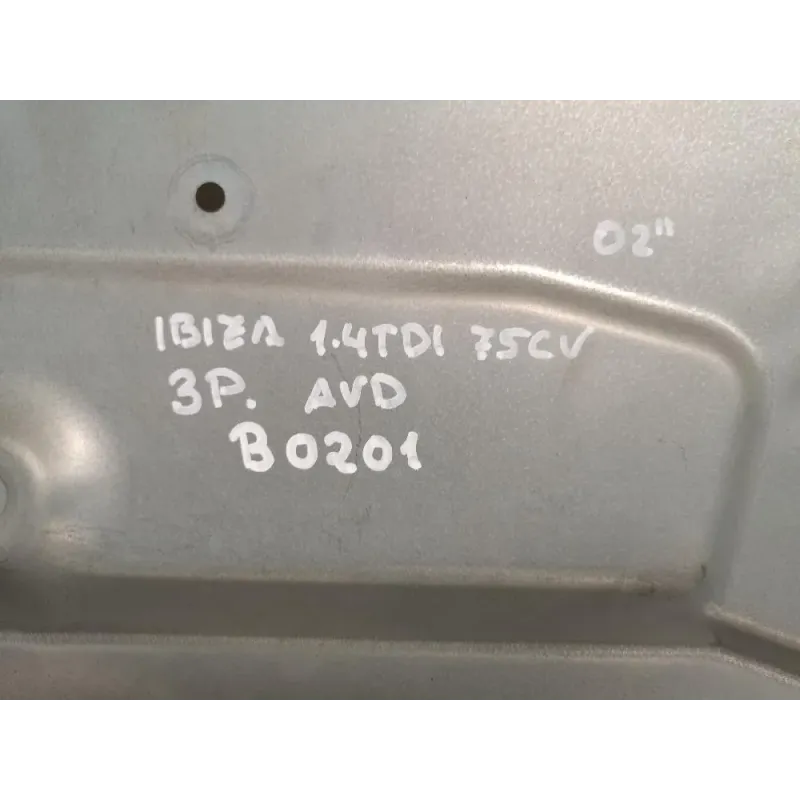 02"
IBIZA 1.4TDI 75CV
3P. AVD
B0201